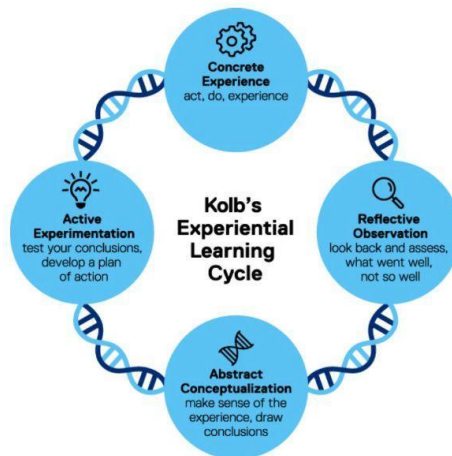 Concrete
Experience
act, do, experience
Kolb's
Experiential
Learning
Cycle
Active
Experimentation
test your conclusions,
develop a plan
of action
Reflective
Observation
look back and assess,
what went well,
not so well
Abstract
Conceptualization
make sense of the
experience, draw
conclusions